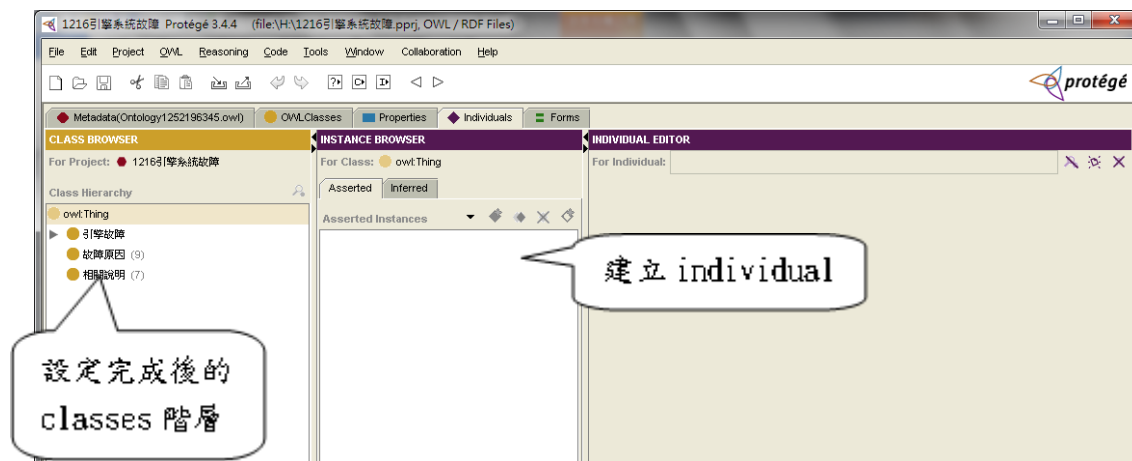 1216引擎系統故障 Protégé 3.4.4 (file:\H:\1216引擎系統故障.pprj, OWL / RDF Files)
File Edit Project OWL Reasoning Code Tools Window Collaboration Help
protégé
Metadata(Ontology1252196345.owl) OWLClasses Properties Individuals Forms
CLASS BROWSER INSTANCE BROWSER INDIVIDUAL EDITOR
For Project: 1216引擎系統故障 For Class: owl:Thing For Individual:
Class Hierarchy Asserted Inferred
owl:Thing Asserted Instances
引擎故障
故障原因 (9)
相關說明 (7)
建立 individual
設定完成後的
classes 階層